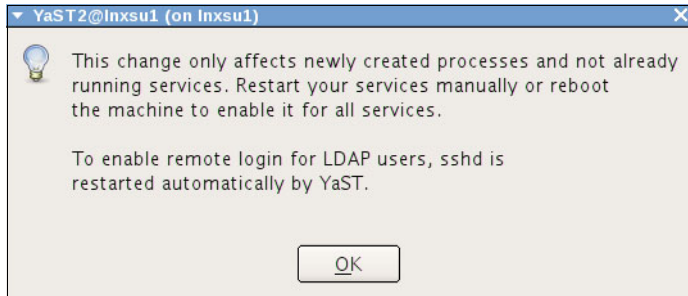 YaST2@lnxsu1 (on lnxsu1)
This change only affects newly created processes and not already
running services. Restart your services manually or reboot
the machine to enable it for all services.
To enable remote login for LDAP users, sshd is
restarted automatically by YaST.
OK